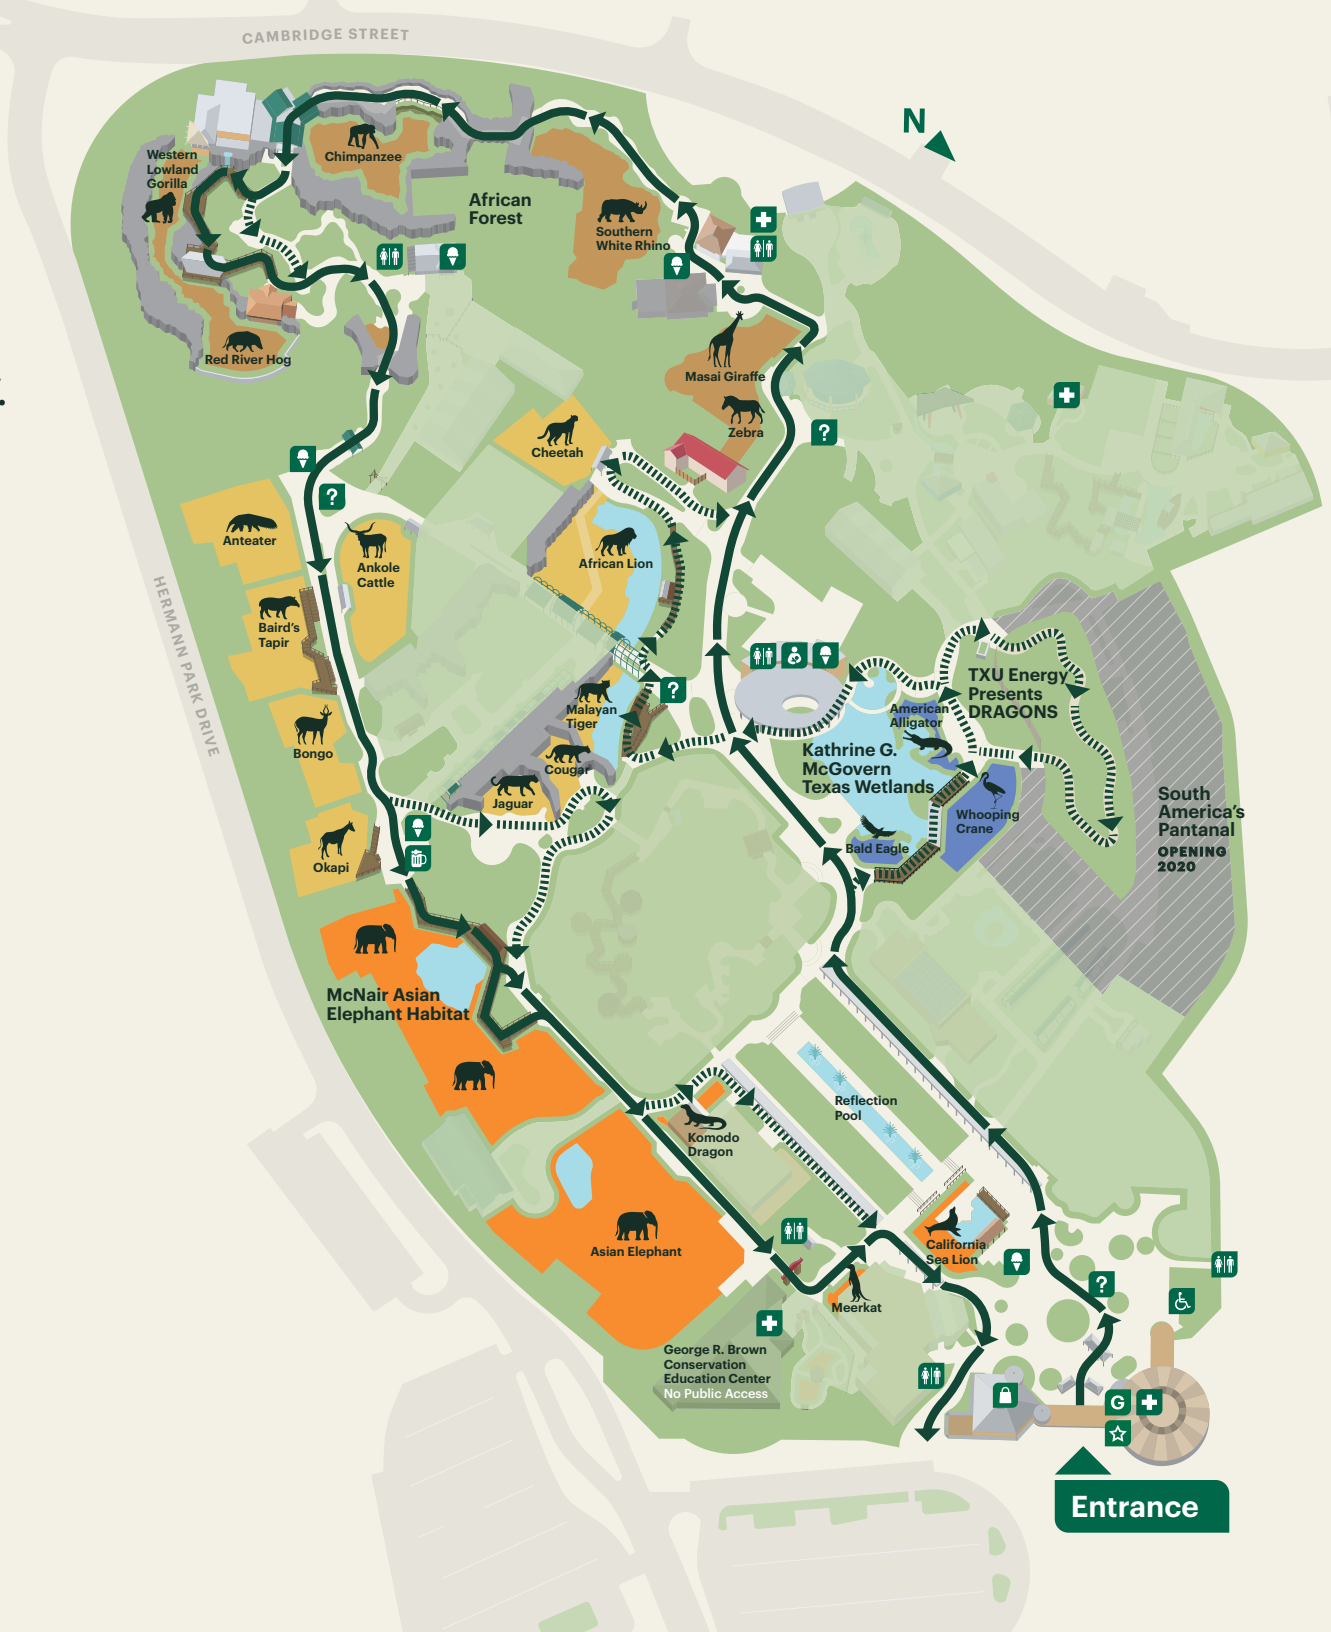 CAMBRIDGE STREET
N
Western
Lowland
Gorilla
Chimpanzee
African
Forest
Southern
White Rhino
Red River Hog
Masai Giraffe
Zebra
?
Cheetah
?
Anteater
Ankole
Cattle
African Lion
HERMANN PARK DRIVE
Baird's
Tapir
Bongo
Okapi
?
Malayan
Tiger
Cougar
Jaguar
TXU Energy
Presents
DRAGONS
American
Alligator
Kathrine G.
McGovern
Texas Wetlands
Whooping
Crane
Bald Eagle
South
America's
Pantanal
OPENING
2020
McNair Asian
Elephant Habitat
Reflection
Pool
Komodo
Dragon
Asian Elephant
California
Sea Lion
Meerkat
?
George R. Brown
Conservation
Education Center
No Public Access
G
Entrance